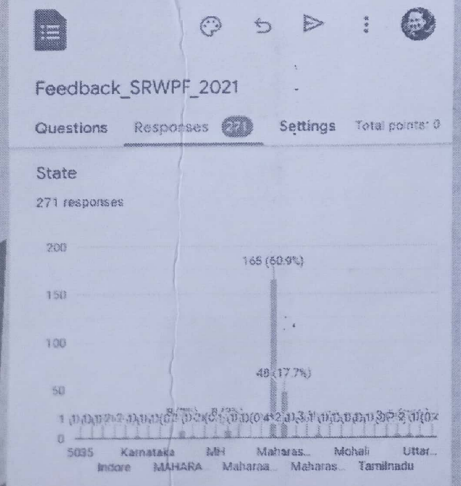 Feedback_SRWPF_2021
Questions Responses 271 Settings Total points: 0
State
271 responses
200
165 (60.9%)
150
100
48 (17.7%)
50
0
5035 Karnataka MH Maharas... Mohali Uttar...
Indore MAHARA... Maharaa... Maharas... Tamilnadu